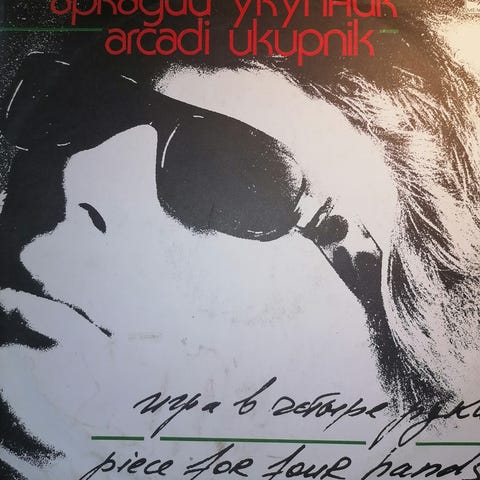 аркадий укупник
arcadi ukupnik
игра в четыре руки
piece for four hands